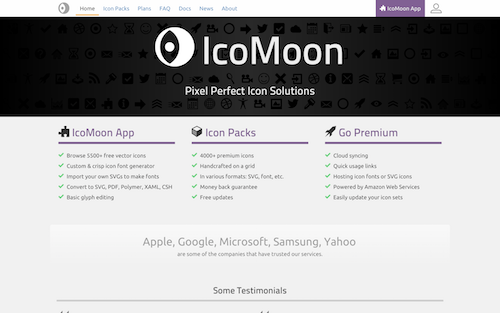 Home Icon Packs Plans FAQ Docs News About IcoMoon App
IcoMoon
Pixel Perfect Icon Solutions
IcoMoon App
Browse 5500+ free vector icons
Custom & crisp icon font generator
Import your own SVGs to make fonts
Convert to SVG, PDF, Polymer, XAML, CSH
Basic glyph editing
Icon Packs
4000+ premium icons
Handcrafted on a grid
In various formats: SVG, font, etc.
Money back guarantee
Free updates
Go Premium
Cloud syncing
Quick usage links
Hosting icon fonts or SVG icons
Powered by Amazon Web Services
Easily update your icon sets
Apple, Google, Microsoft, Samsung, Yahoo
are some of the companies that have trusted our services.
Some Testimonials
“ “